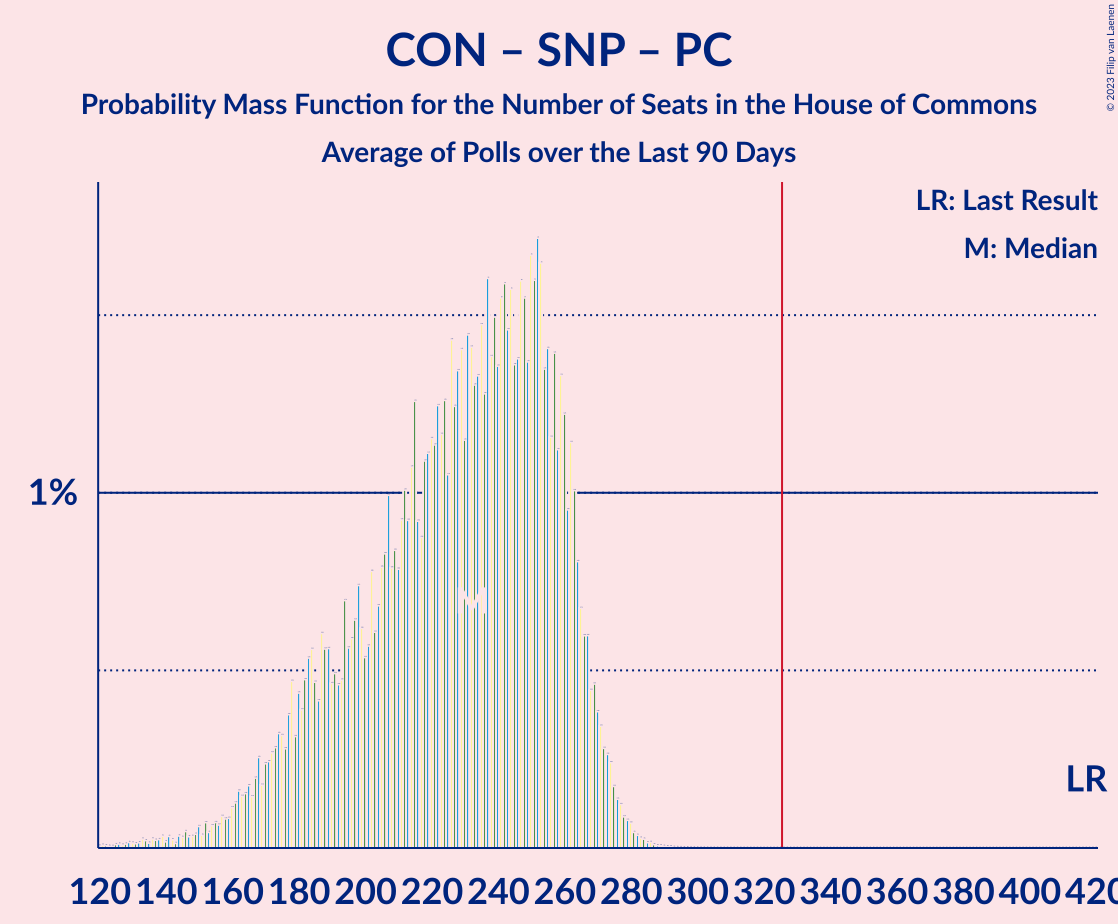 CON – SNP – PC
Probability Mass Function for the Number of Seats in the House of Commons
Average of Polls over the Last 90 Days
© 2023 Filip van Laenen
LR: Last Result
M: Median
1%
M
LR
120 140 160 180 200 220 240 260 280 300 320 340 360 380 400 420